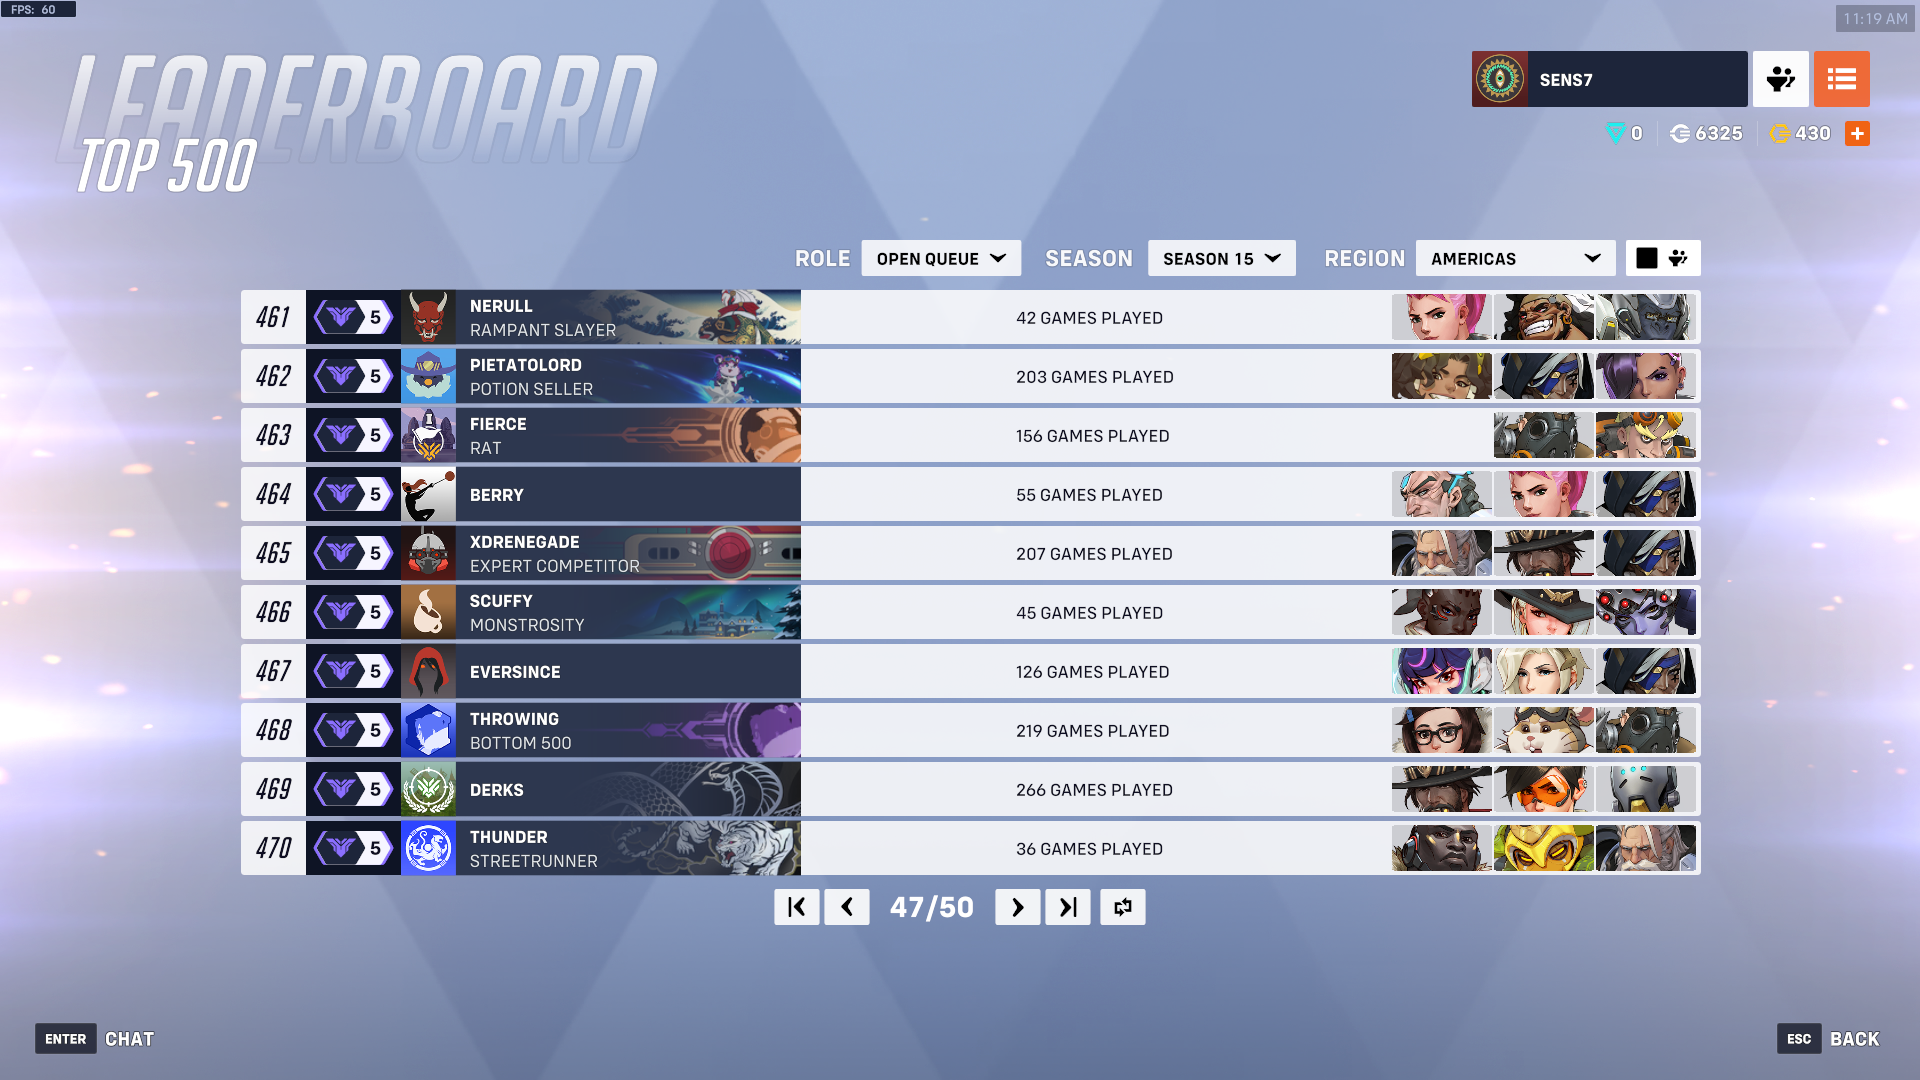 FPS: 60
11:19 AM
LEADERBOARD
TOP 500
SENS7
0
6325
430
ROLE
OPEN QUEUE
SEASON
SEASON 15
REGION
AMERICAS
461
5
NERULL
RAMPANT SLAYER
42 GAMES PLAYED
462
5
PIETATOLORD
POTION SELLER
203 GAMES PLAYED
463
5
FIERCE
RAT
156 GAMES PLAYED
464
5
BERRY
55 GAMES PLAYED
465
5
XDRENEGADE
EXPERT COMPETITOR
207 GAMES PLAYED
466
5
SCUFFY
MONSTROSITY
45 GAMES PLAYED
467
5
EVERSINCE
126 GAMES PLAYED
468
5
THROWING
BOTTOM 500
219 GAMES PLAYED
469
5
DERKS
266 GAMES PLAYED
470
5
THUNDER
STREETRUNNER
36 GAMES PLAYED
47/50
ENTER CHAT
ESC BACK